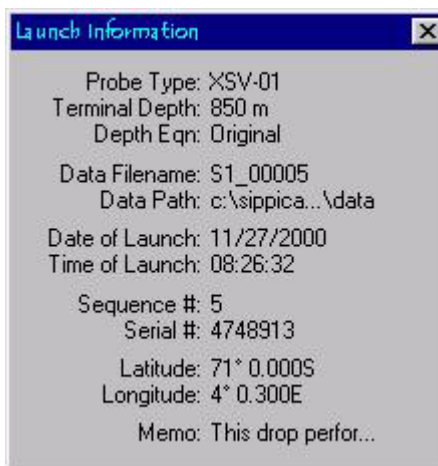 Launch Information
Probe Type: XSV-01
Terminal Depth: 850 m
Depth Eqn: Original
Data Filename: S1_00005
Data Path: c:\sippica...\data
Date of Launch: 11/27/2000
Time of Launch: 08:26:32
Sequence #: 5
Serial #: 4748913
Latitude: 71° 0.000S
Longitude: 4° 0.300E
Memo: This drop perfor...